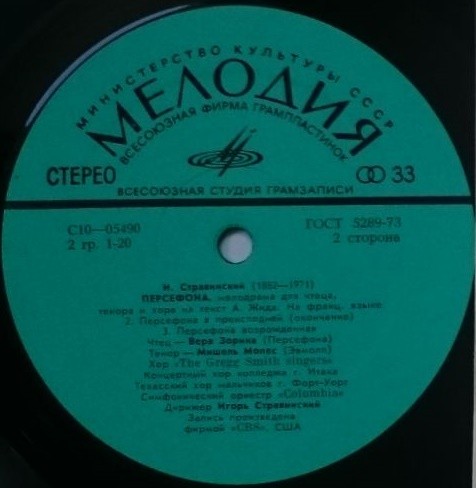 МИНИСТЕРСТВО КУЛЬТУРЫ СССР
МЕЛОДИЯ
ВСЕСОЮЗНАЯ ФИРМА ГРАМПЛАСТИНОК
СТЕРЕО 33
ВСЕСОЮЗНАЯ СТУДИЯ ГРАМЗАПИСИ
С10—05490 ГОСТ 5289-73
2 гр. 1-20 2 сторона
И. Стравинский (1882—1971)
ПЕРСЕФОНА, мелодрама для чтеца,
тенора и хора на текст А. Жида. На франц. языке
2. Персефона в преисподней (окончание)
3. Персефона возрожденная
Чтец — Вера Зорина (Персефона)
Тенор — Мишель Молес (Эвмолп)
Хор «The Gregg Smith singers»
Концертный хор колледжа г. Итака
Техасский хор мальчиков г. Форт-Уорт
Симфонический оркестр «Columbia»
Дирижер Игорь Стравинский
Запись произведена
фирмой «CBS», США